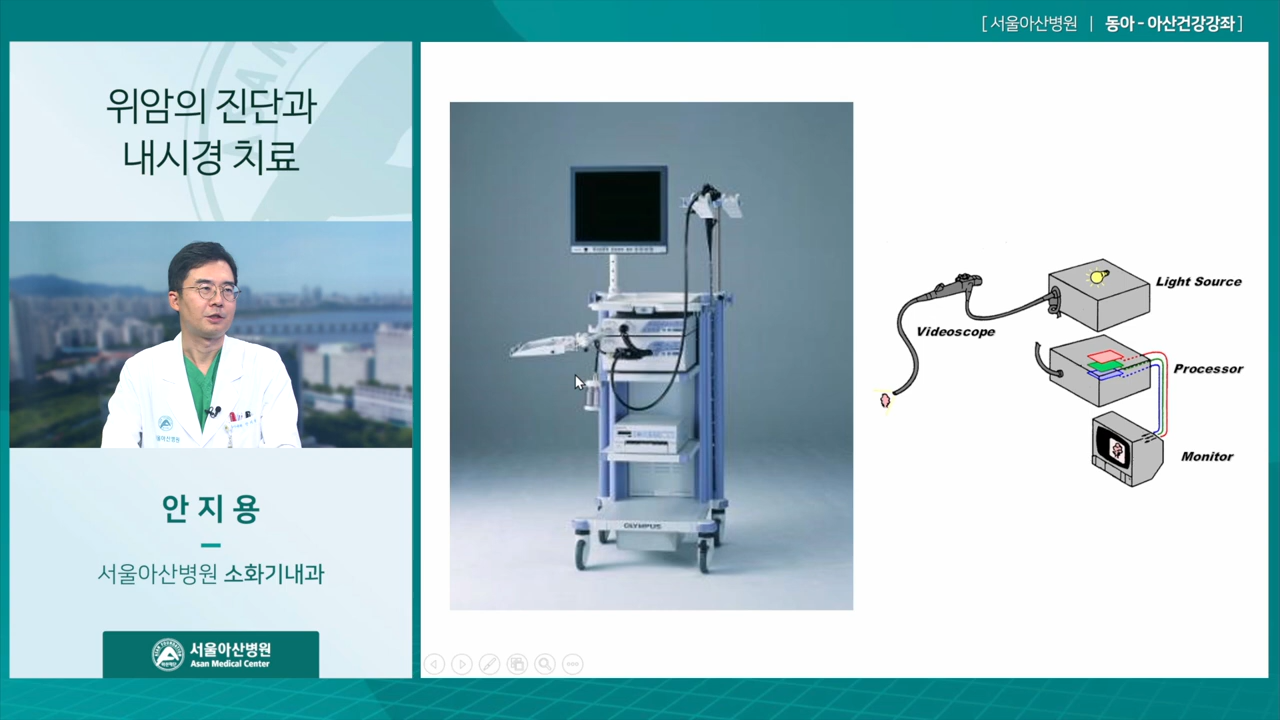 [ 서울아산병원 | 동아 - 아산건강강좌 ]
위암의 진단과
내시경 치료
안 지 용
서울아산병원 소화기내과
서울아산병원
Asan Medical Center
OLYMPUS
Light Source
Videoscope
Processor
Monitor